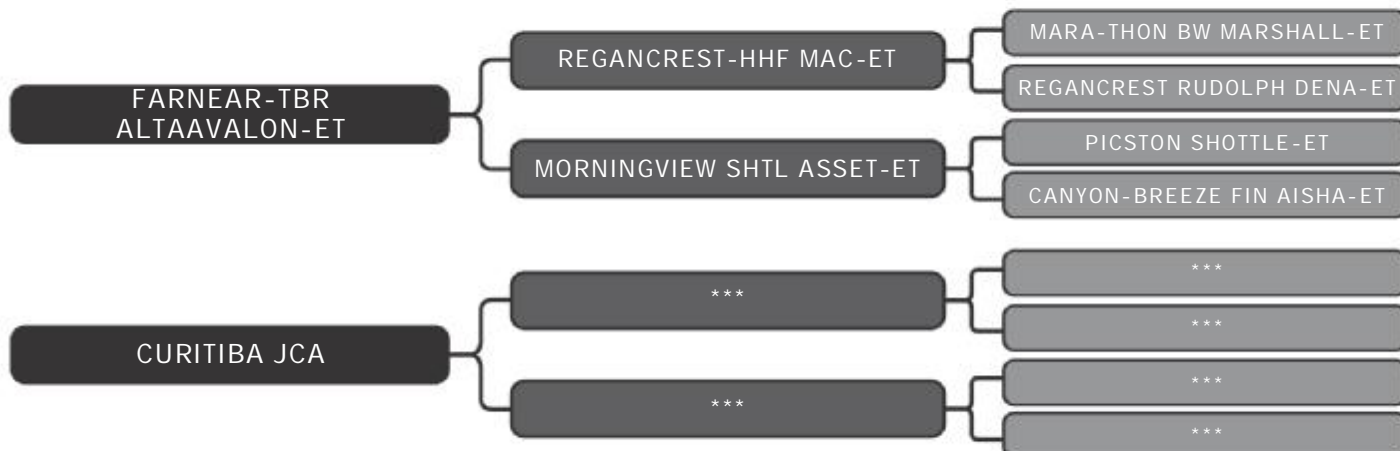 FARNEAR-TBR
ALTAAVALON-ET
REGANCREST-HHF MAC-ET
MORNINGVIEW SHTL ASSET-ET
MARA-THON BW MARSHALL-ET
REGANCREST RUDOLPH DENA-ET
PICSTON SHOTTLE-ET
CANYON-BREEZE FIN AISHA-ET
CURITIBA JCA
***
***
***
***
***
***